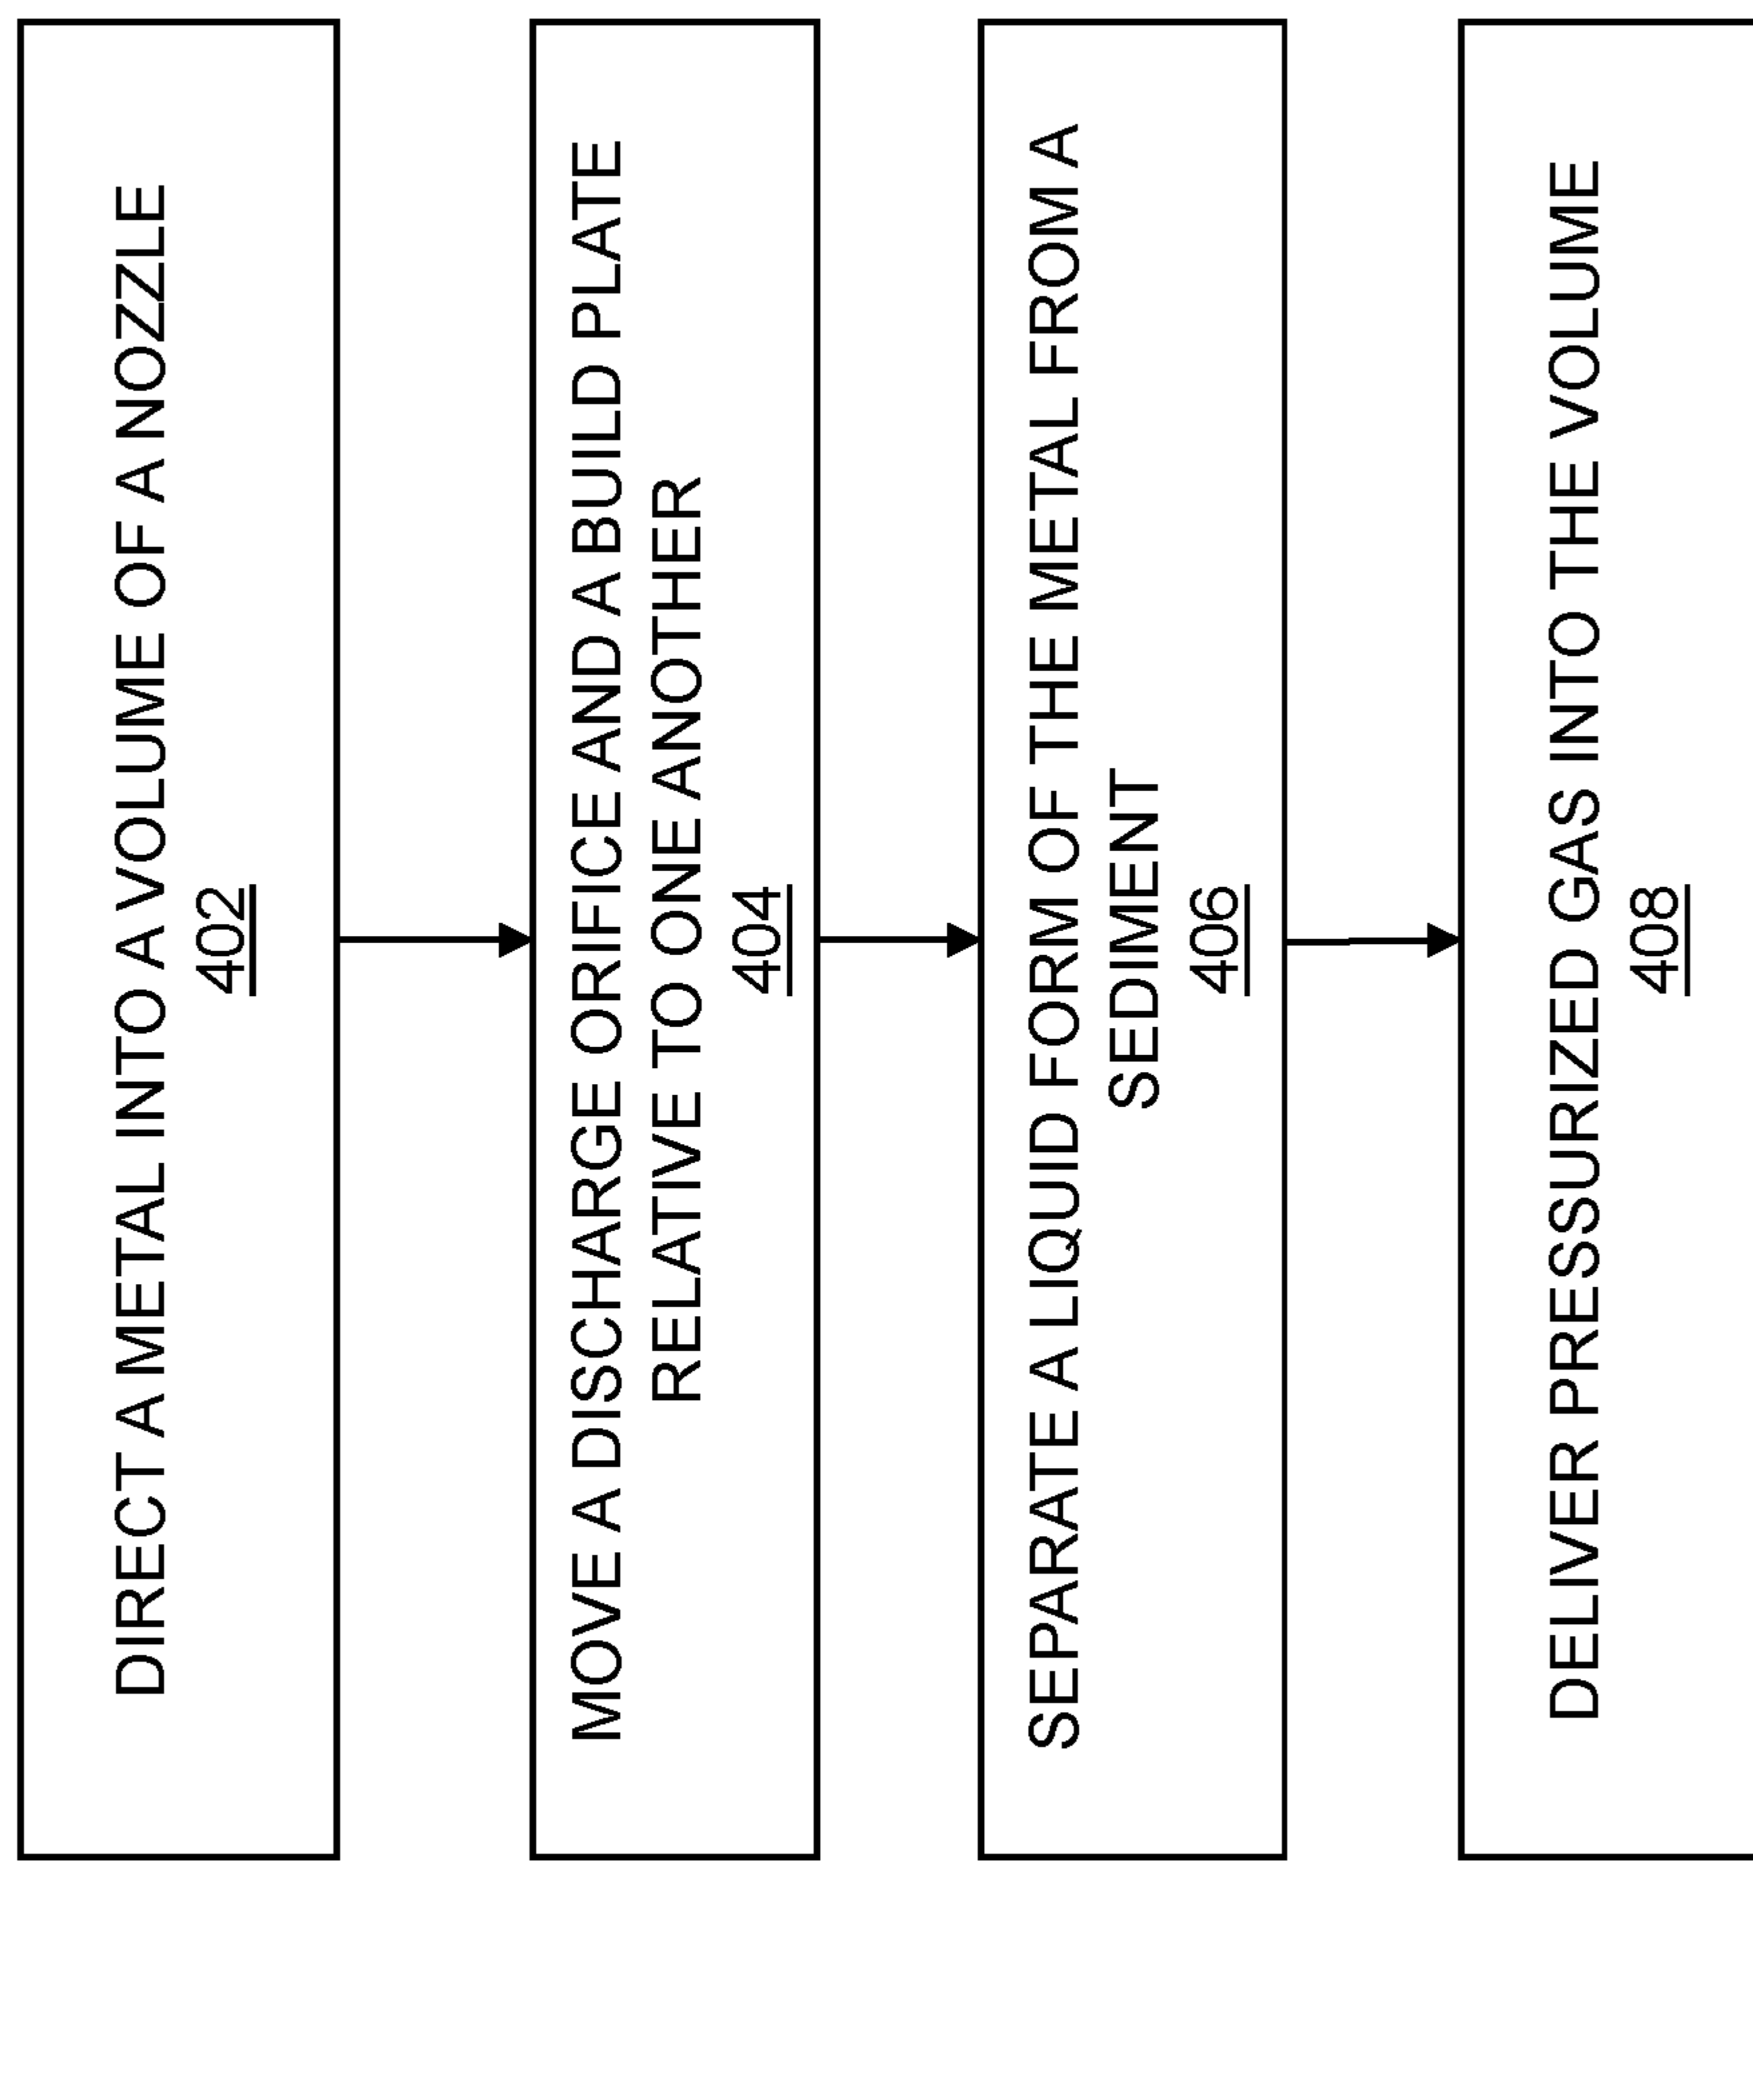 DIRECT A METAL INTO A VOLUME OF A NOZZLE
402
MOVE A DISCHARGE ORIFICE AND A BUILD PLATE
RELATIVE TO ONE ANOTHER
404
SEPARATE A LIQUID FORM OF THE METAL FROM A
SEDIMENT
406
DELIVER PRESSURIZED GAS INTO THE VOLUME
408